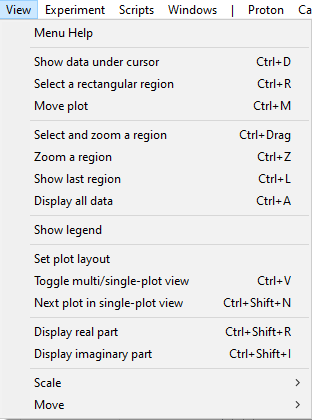 View Experiment Scripts Windows | Proton Ca
Menu Help
Show data under cursor Ctrl+D
Select a rectangular region Ctrl+R
Move plot Ctrl+M
Select and zoom a region Ctrl+Drag
Zoom a region Ctrl+Z
Show last region Ctrl+L
Display all data Ctrl+A
Show legend
Set plot layout
Toggle multi/single-plot view Ctrl+V
Next plot in single-plot view Ctrl+Shift+N
Display real part Ctrl+Shift+R
Display imaginary part Ctrl+Shift+I
Scale
Move